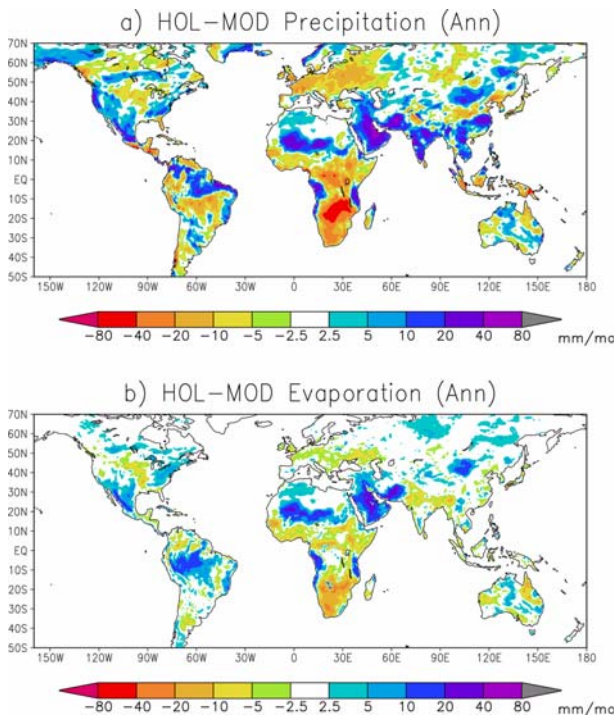 a) HOL-MOD Precipitation (Ann)
70N
60N
50N
40N
30N
20N
10N
EQ
10S
20S
30S
40S
50S
150W 120W 90W 60W 30W 0 30E 60E 90E 120E 150E 180
-80 -40 -20 -10 -5 -2.5 2.5 5 10 20 40 80 mm/mo
b) HOL-MOD Evaporation (Ann)
70N
60N
50N
40N
30N
20N
10N
EQ
10S
20S
30S
40S
50S
150W 120W 90W 60W 30W 0 30E 60E 90E 120E 150E 180
-80 -40 -20 -10 -5 -2.5 2.5 5 10 20 40 80 mm/mo